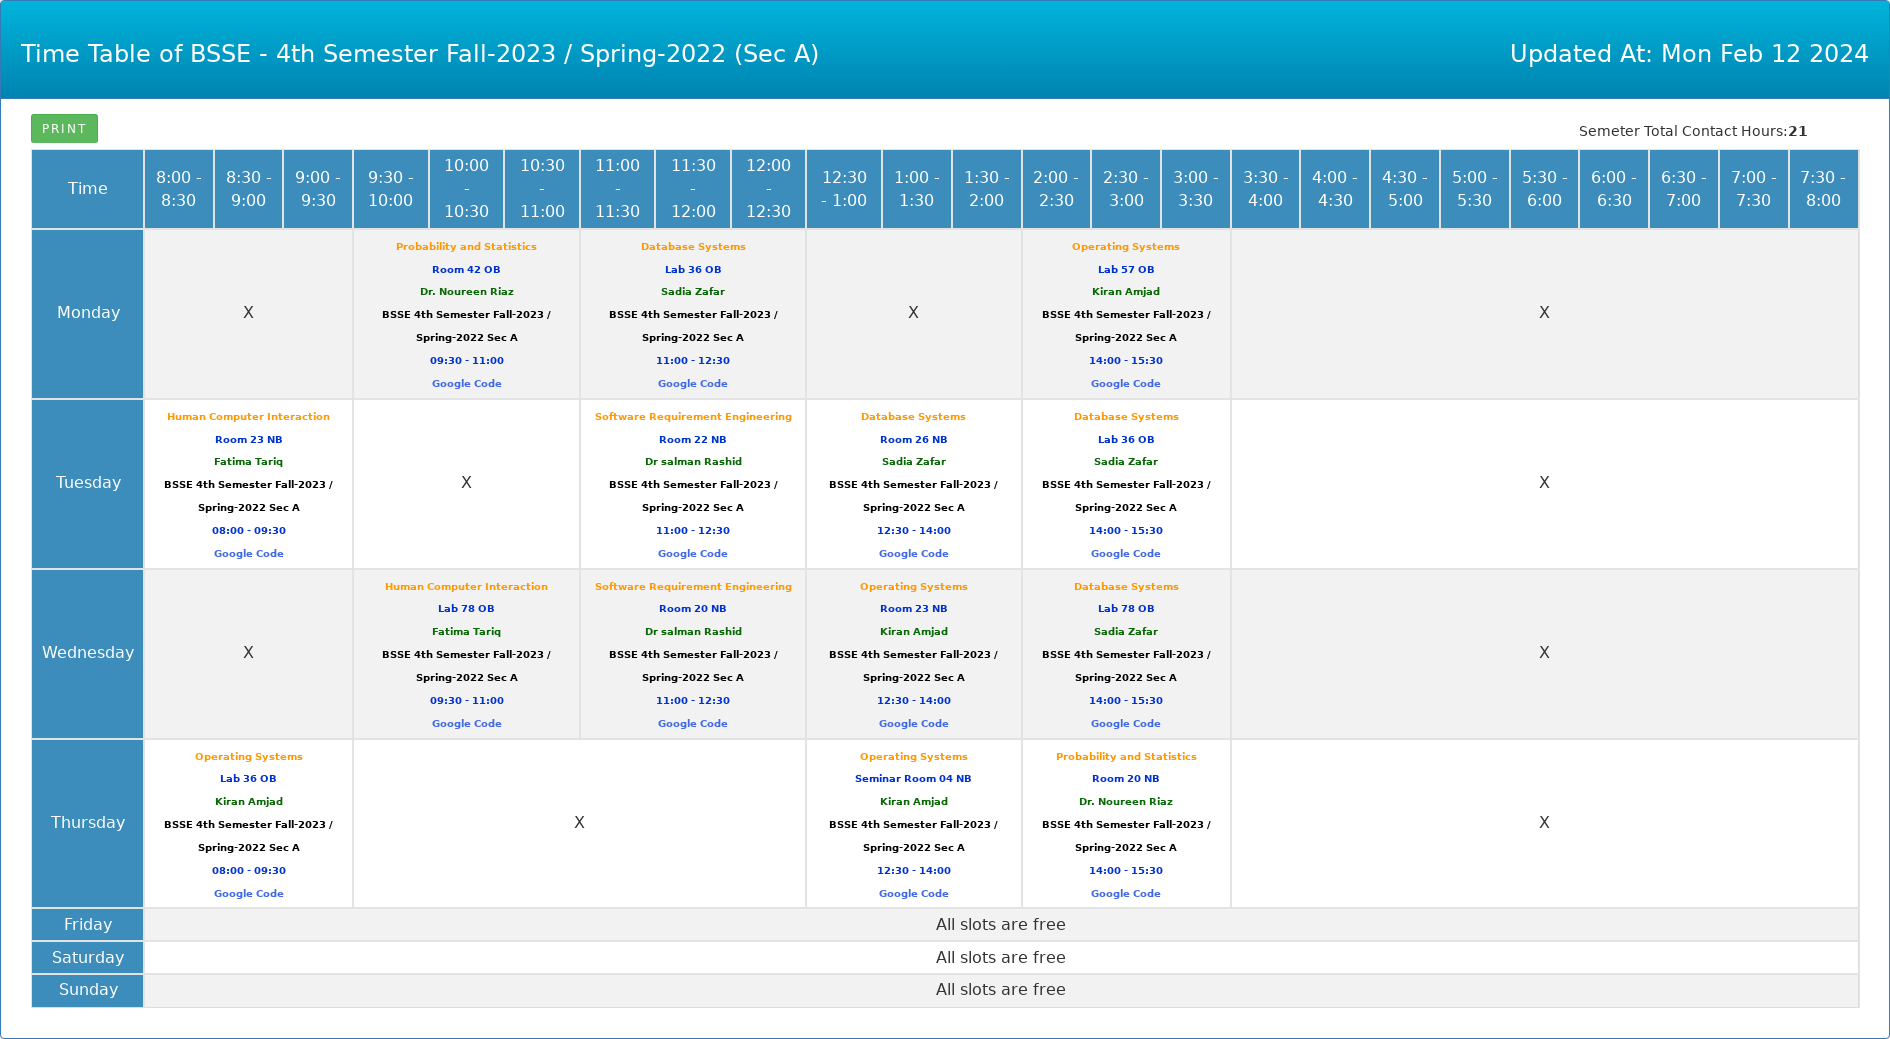 Time Table of BSSE - 4th Semester Fall-2023 / Spring-2022 (Sec A)
Updated At: Mon Feb 12 2024
PRINT
Semeter Total Contact Hours:21
Time
8:00 -
8:30
8:30 -
9:00
9:00 -
9:30
9:30 -
10:00
10:00
-
10:30
10:30
-
11:00
11:00
-
11:30
11:30
-
12:00
12:00
-
12:30
12:30
- 1:00
1:00 -
1:30
1:30 -
2:00
2:00 -
2:30
2:30 -
3:00
3:00 -
3:30
3:30 -
4:00
4:00 -
4:30
4:30 -
5:00
5:00 -
5:30
5:30 -
6:00
6:00 -
6:30
6:30 -
7:00
7:00 -
7:30
7:30 -
8:00
Monday
X
Probability and Statistics
Room 42 OB
Dr. Noureen Riaz
BSSE 4th Semester Fall-2023 /
Spring-2022 Sec A
09:30 - 11:00
Google Code
Database Systems
Lab 36 OB
Sadia Zafar
BSSE 4th Semester Fall-2023 /
Spring-2022 Sec A
11:00 - 12:30
Google Code
X
Operating Systems
Lab 57 OB
Kiran Amjad
BSSE 4th Semester Fall-2023 /
Spring-2022 Sec A
14:00 - 15:30
Google Code
X
Tuesday
Human Computer Interaction
Room 23 NB
Fatima Tariq
BSSE 4th Semester Fall-2023 /
Spring-2022 Sec A
08:00 - 09:30
Google Code
X
Software Requirement Engineering
Room 22 NB
Dr salman Rashid
BSSE 4th Semester Fall-2023 /
Spring-2022 Sec A
11:00 - 12:30
Google Code
Database Systems
Room 26 NB
Sadia Zafar
BSSE 4th Semester Fall-2023 /
Spring-2022 Sec A
12:30 - 14:00
Google Code
Database Systems
Lab 36 OB
Sadia Zafar
BSSE 4th Semester Fall-2023 /
Spring-2022 Sec A
14:00 - 15:30
Google Code
X
Wednesday
X
Human Computer Interaction
Lab 78 OB
Fatima Tariq
BSSE 4th Semester Fall-2023 /
Spring-2022 Sec A
09:30 - 11:00
Google Code
Software Requirement Engineering
Room 20 NB
Dr salman Rashid
BSSE 4th Semester Fall-2023 /
Spring-2022 Sec A
11:00 - 12:30
Google Code
Operating Systems
Room 23 NB
Kiran Amjad
BSSE 4th Semester Fall-2023 /
Spring-2022 Sec A
12:30 - 14:00
Google Code
Database Systems
Lab 78 OB
Sadia Zafar
BSSE 4th Semester Fall-2023 /
Spring-2022 Sec A
14:00 - 15:30
Google Code
X
Thursday
Operating Systems
Lab 36 OB
Kiran Amjad
BSSE 4th Semester Fall-2023 /
Spring-2022 Sec A
08:00 - 09:30
Google Code
X
Operating Systems
Seminar Room 04 NB
Kiran Amjad
BSSE 4th Semester Fall-2023 /
Spring-2022 Sec A
12:30 - 14:00
Google Code
Probability and Statistics
Room 20 NB
Dr. Noureen Riaz
BSSE 4th Semester Fall-2023 /
Spring-2022 Sec A
14:00 - 15:30
Google Code
X
Friday
All slots are free
Saturday
All slots are free
Sunday
All slots are free